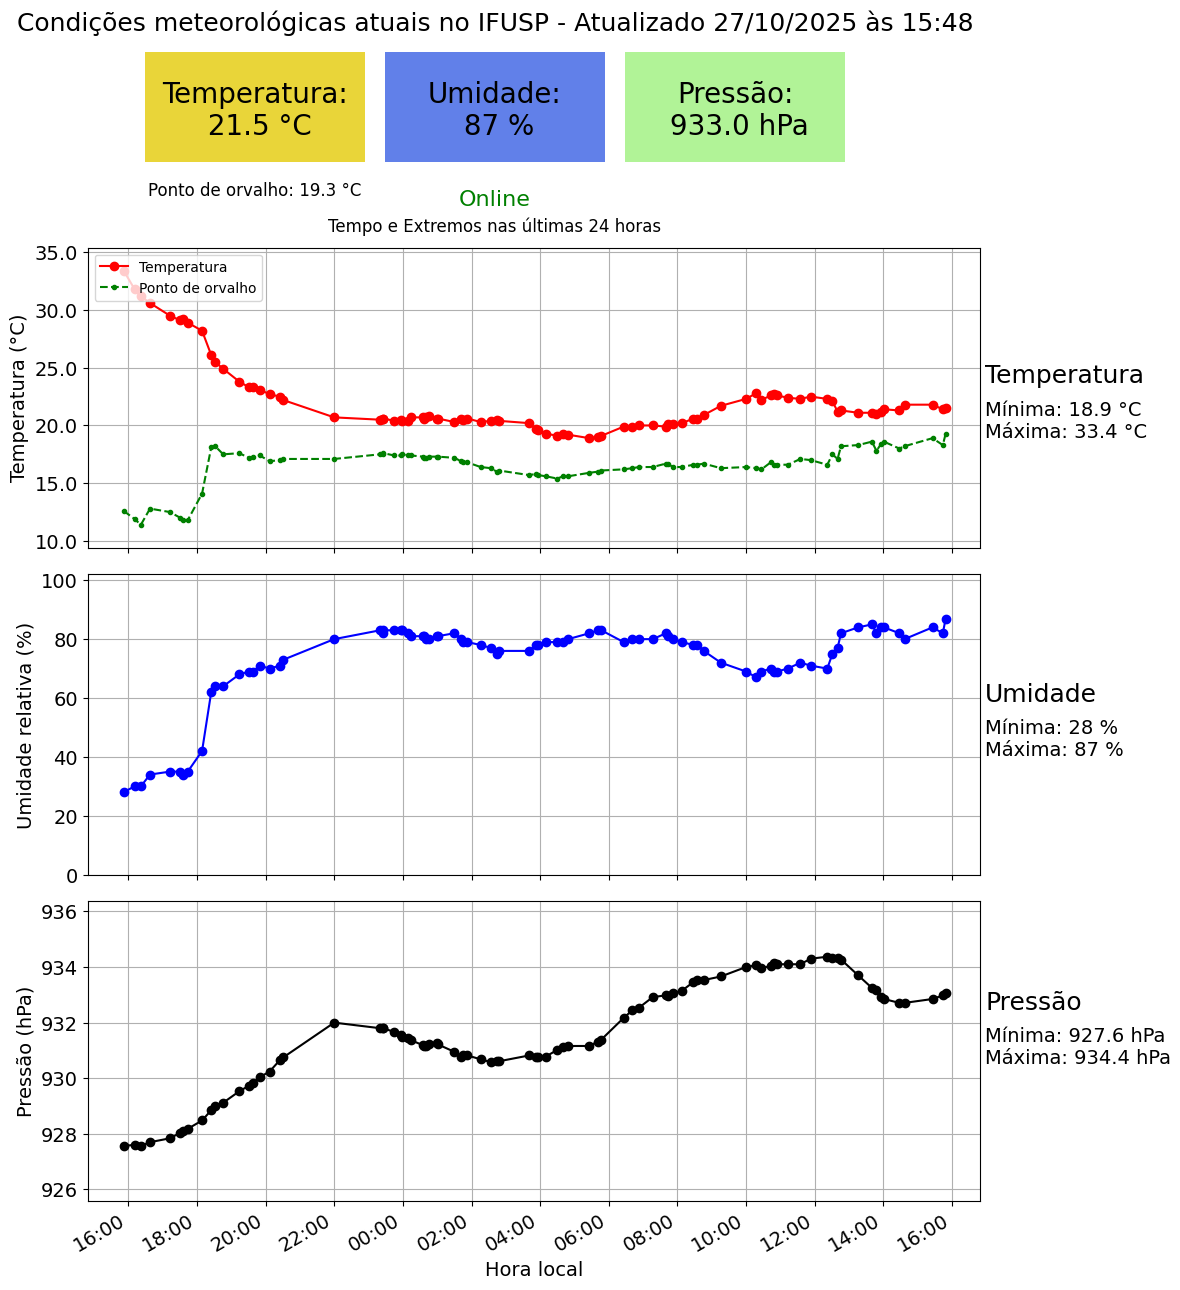 Condições meteorológicas atuais no IFUSP - Atualizado 27/10/2025 às 15:48
Temperatura:
21.5 °C
Umidade:
87 %
Pressão:
933.0 hPa
Ponto de orvalho: 19.3 °C
Online
Tempo e Extremos nas últimas 24 horas
Temperatura (°C)
35.0
30.0
25.0
20.0
15.0
10.0
Temperatura
Ponto de orvalho
Temperatura
Mínima: 18.9 °C
Máxima: 33.4 °C
Umidade relativa (%)
100
80
60
40
20
0
Umidade
Mínima: 28 %
Máxima: 87 %
Pressão (hPa)
936
934
932
930
928
926
Pressão
Mínima: 927.6 hPa
Máxima: 934.4 hPa
16:00 18:00 20:00 22:00 00:00 02:00 04:00 06:00 08:00 10:00 12:00 14:00 16:00
Hora local